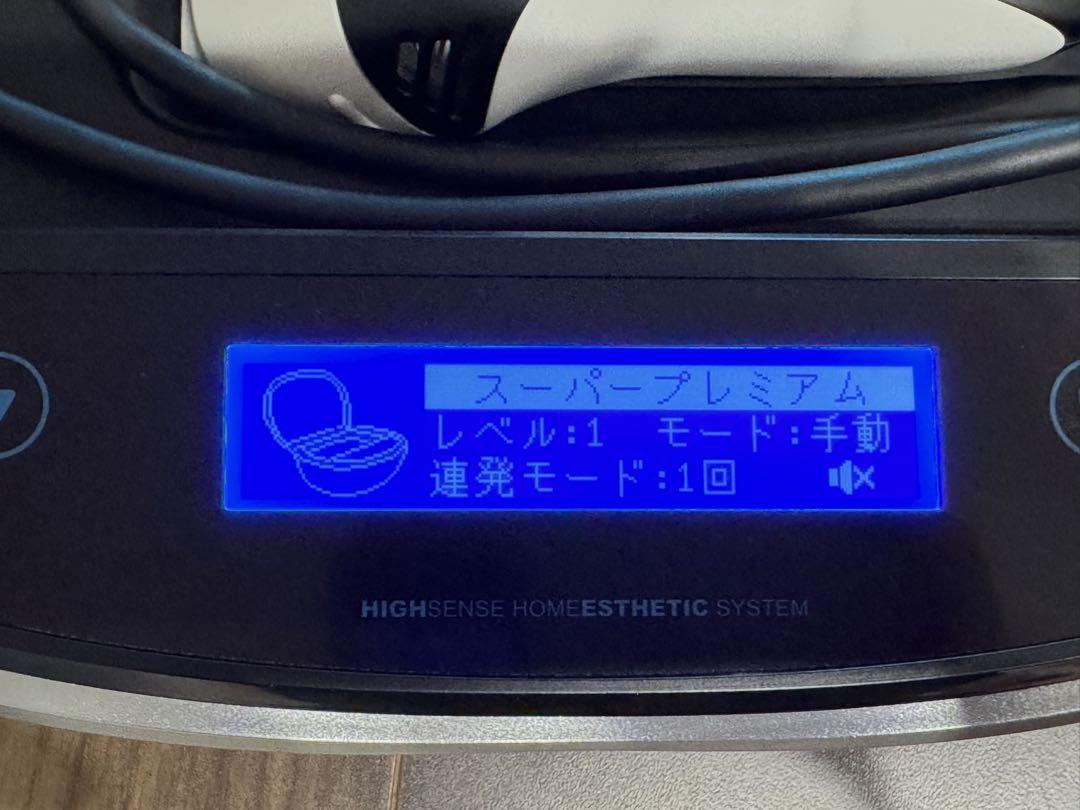 スーパープレミアム
レベル:1 モード:手動
連発モード:1回
HIGHSENSE HOMEESTHETIC SYSTEM